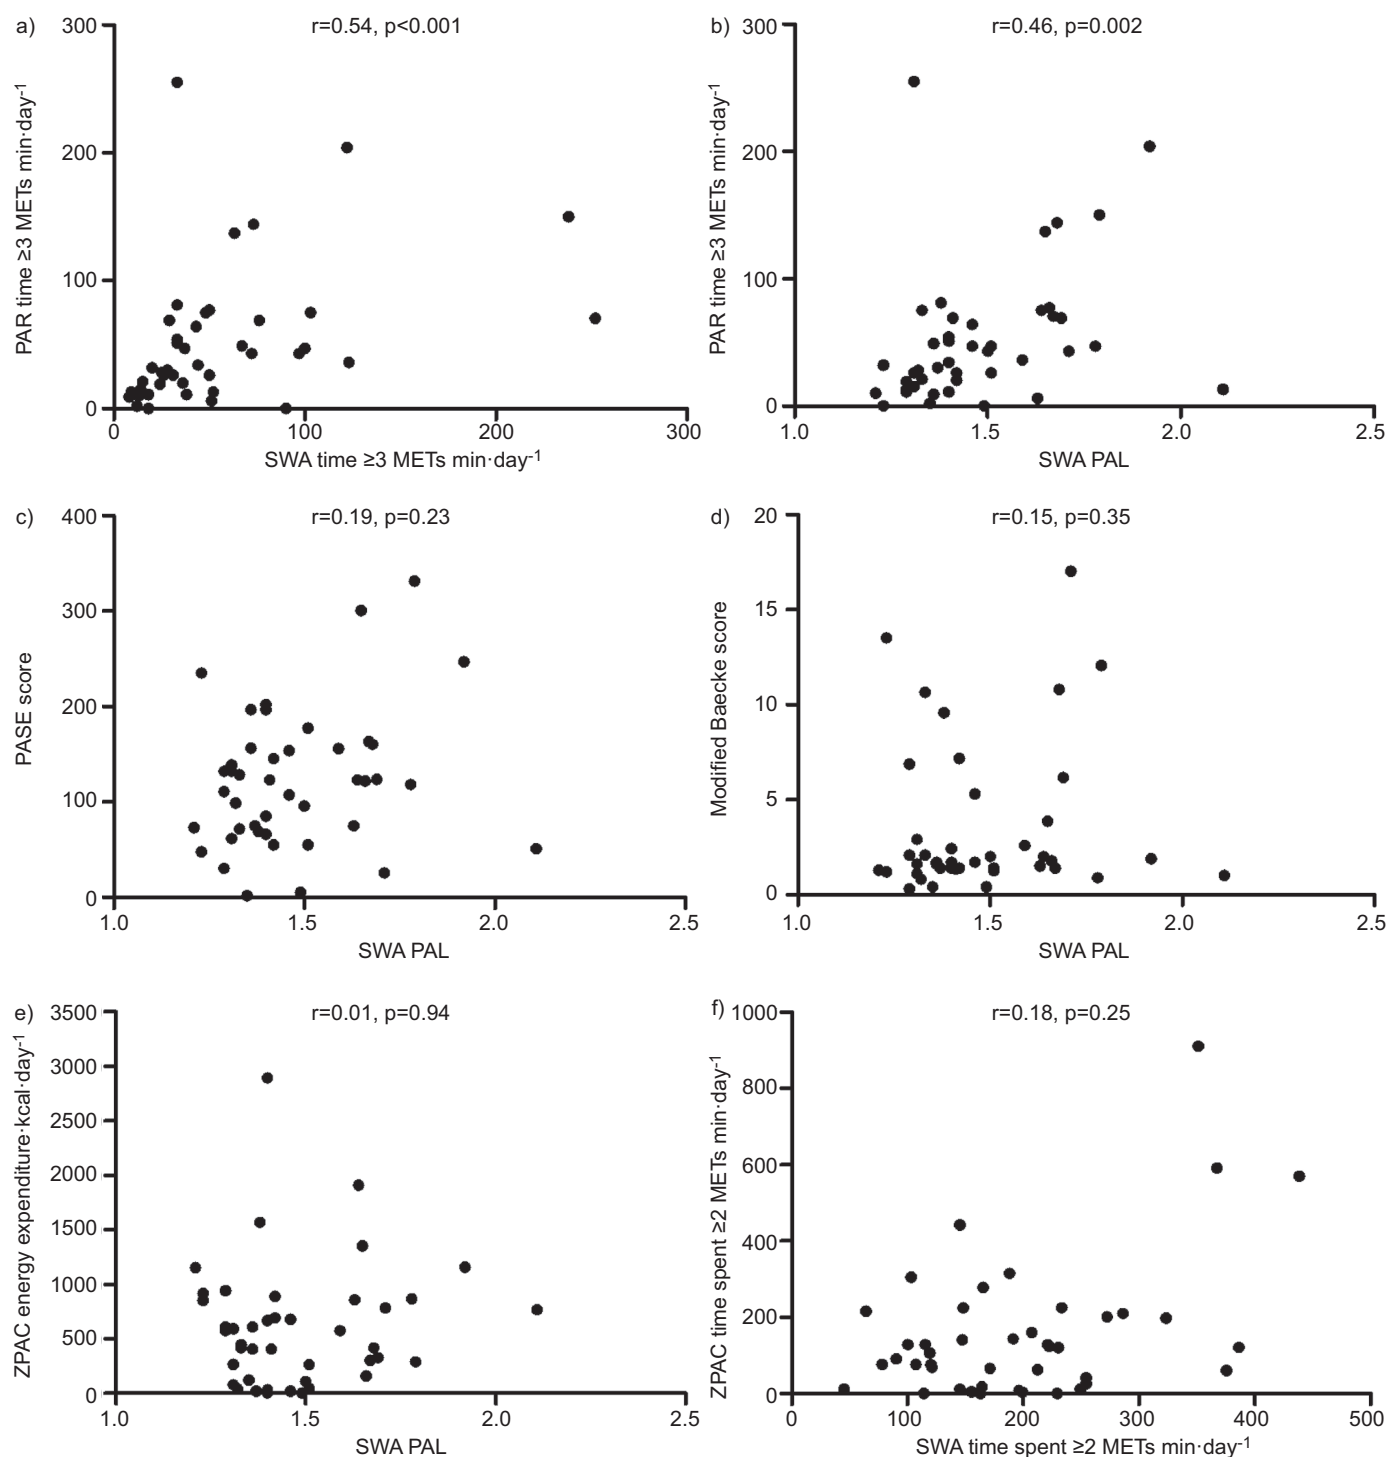 a)
r=0.54, p<0.001
PAR time ≥3 METs min·day⁻¹
300
200
100
0
0 100 200 300
SWA time ≥3 METs min·day⁻¹
b)
r=0.46, p=0.002
PAR time ≥3 METs min·day⁻¹
300
200
100
0
1.0 1.5 2.0 2.5
SWA PAL
c)
r=0.19, p=0.23
PASE score
400
300
200
100
0
1.0 1.5 2.0 2.5
SWA PAL
d)
r=0.15, p=0.35
Modified Baecke score
20
15
10
5
0
1.0 1.5 2.0 2.5
SWA PAL
e)
r=0.01, p=0.94
ZPAC energy expenditure·kcal·day⁻¹
3500
3000
2500
2000
1500
1000
500
0
1.0 1.5 2.0 2.5
SWA PAL
f)
r=0.18, p=0.25
ZPAC time spent ≥2 METs min·day⁻¹
1000
800
600
400
200
0
0 100 200 300 400 500
SWA time spent ≥2 METs min·day⁻¹